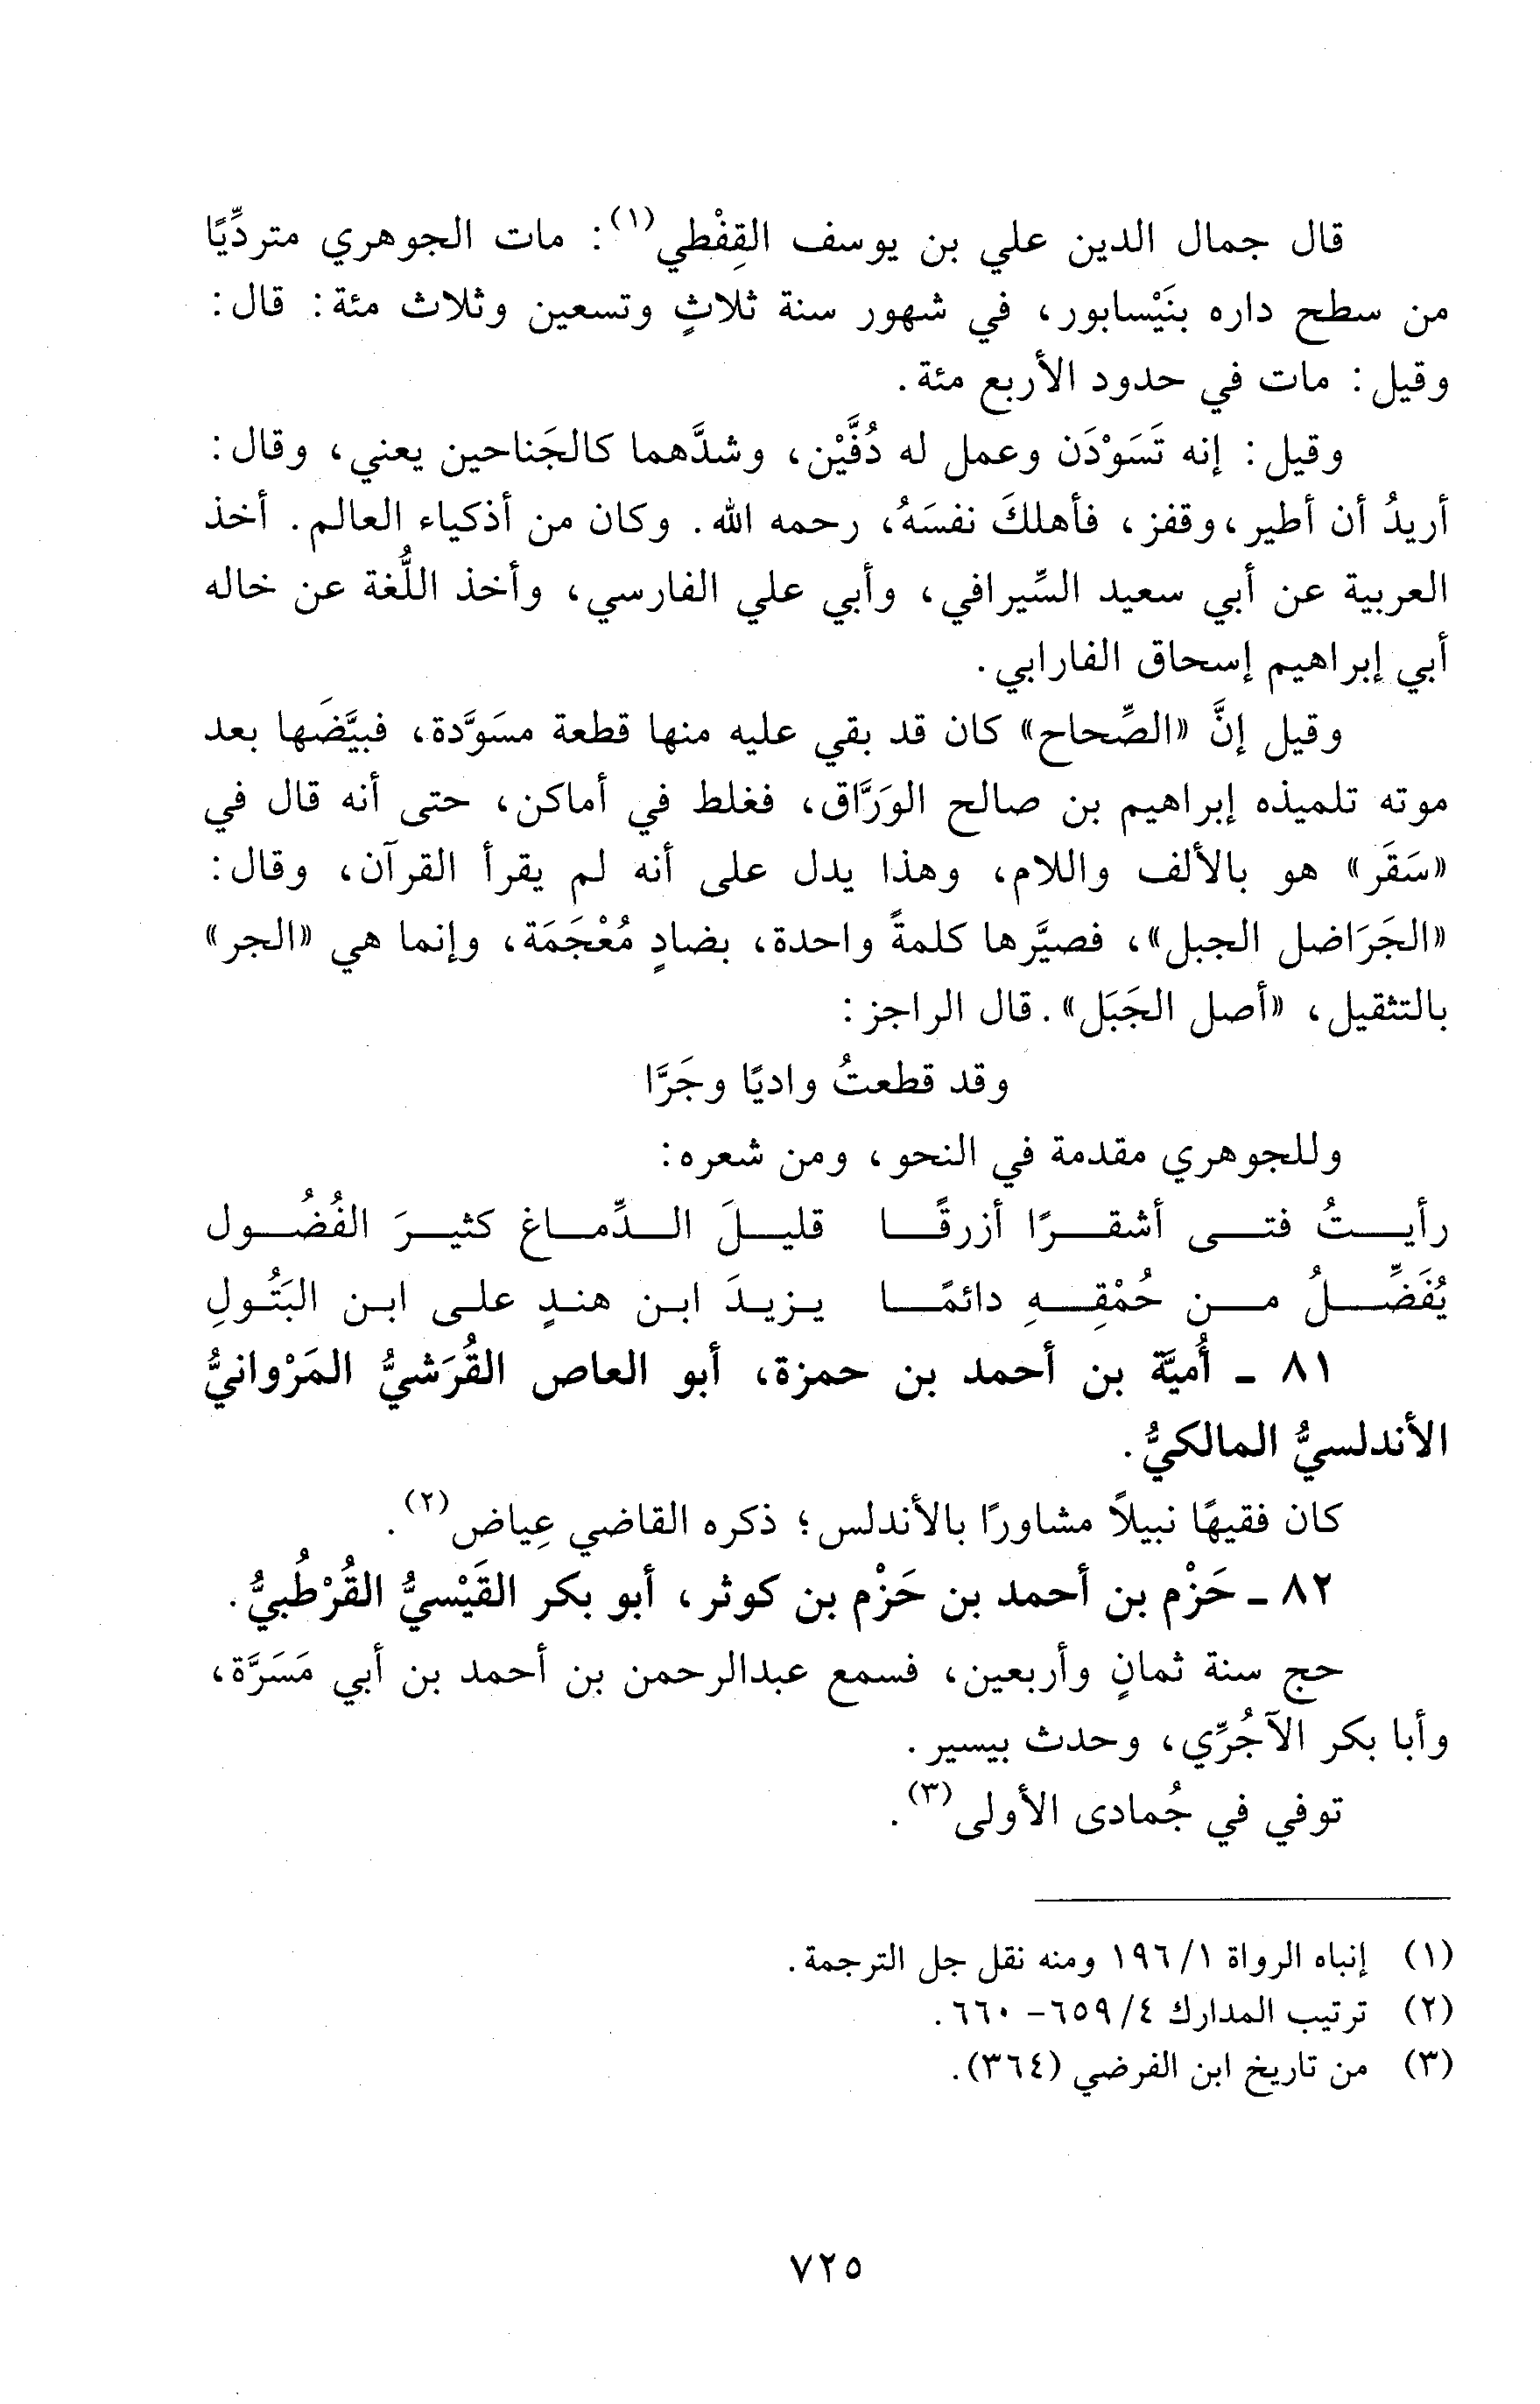 قال جمال الدين علي بن يوسف القِفْطي(١): مات الجوهري متردِّيًا
من سطح داره بنَيْسابور، في شهور سنة ثلاثٍ وتسعين وثلاث مئة: قال:
وقيل: مات في حدود الأربع مئة.
وقيل: إنه تَسَوْدَن وعمل له دُفَّيْن، وشدَّهما كالجَناحين يعني، وقال:
أريدُ أن أطير، وقفز، فأهلكَ نفسَهُ، رحمه الله. وكان من أذكياء العالم. أخذ
العربية عن أبي سعيد السِّيرافي، وأبي علي الفارسي، وأخذ اللُّغة عن خاله
أبي إبراهيم إسحاق الفارابي.
وقيل إنَّ «الصِّحاح» كان قد بقي عليه منها قطعة مسَوَّدة، فبيَّضَها بعد
موته تلميذه إبراهيم بن صالح الوَرَّاق، فغلط في أماكن، حتى أنه قال في
«سَقَر» هو بالألف واللام، وهذا يدل على أنه لم يقرأ القرآن، وقال:
«الجَرَاضل الجبل»، فصيَّرها كلمةً واحدة، بضادٍ مُعْجَمَة، وإنما هي «الجر»
بالتثقيل، «أصل الجَبَل». قال الراجز:
وقد قطعتُ واديًا وجَرَّا
وللجوهري مقدمة في النحو، ومن شعره:
رأيتُ فتى أشقرًا أزرقًا قليلَ الدِّماغ كثيرَ الفُضُول
يُفَضِّلُ من حُمْقِهِ دائمًا يزيدَ ابن هندٍ على ابن البَتُولِ
٨١ - أُميَّة بن أحمد بن حمزة، أبو العاص القُرَشيُّ المَرْوانيُّ
الأندلسيُّ المالكيُّ.
كان فقيهًا نبيلاً مشاورًا بالأندلس؛ ذكره القاضي عِياض(٢).
٨٢ - حَزْم بن أحمد بن حَزْم بن كوثر، أبو بكر القَيْسيُّ القُرْطُبيُّ.
حج سنة ثمانٍ وأربعين، فسمع عبدالرحمن بن أحمد بن أبي مَسَرَّة،
وأبا بكر الآجُرِّي، وحدث بيسير.
توفي في جُمادى الأولى(٣).
(١) إنباه الرواة ١/ ١٩٦ ومنه نقل جل الترجمة.
(٢) ترتيب المدارك ٤/ ٦٥٩- ٦٦٠.
(٣) من تاريخ ابن الفرضي (٣٦٤).
٧٢٥